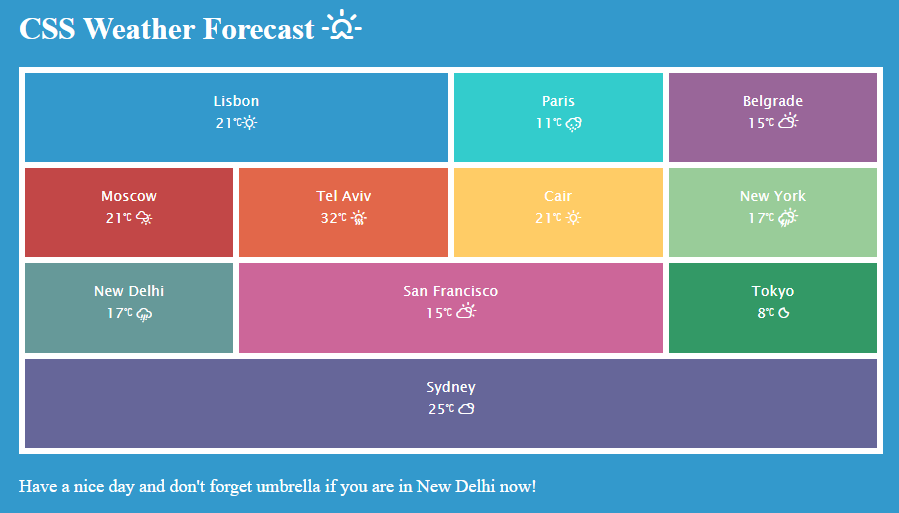 CSS Weather Forecast
Lisbon
21℃
Paris
11℃
Belgrade
15℃
Moscow
21℃
Tel Aviv
32℃
Cair
21℃
New York
17℃
New Delhi
17℃
San Francisco
15℃
Tokyo
8℃
Sydney
25℃
Have a nice day and don't forget umbrella if you are in New Delhi now!